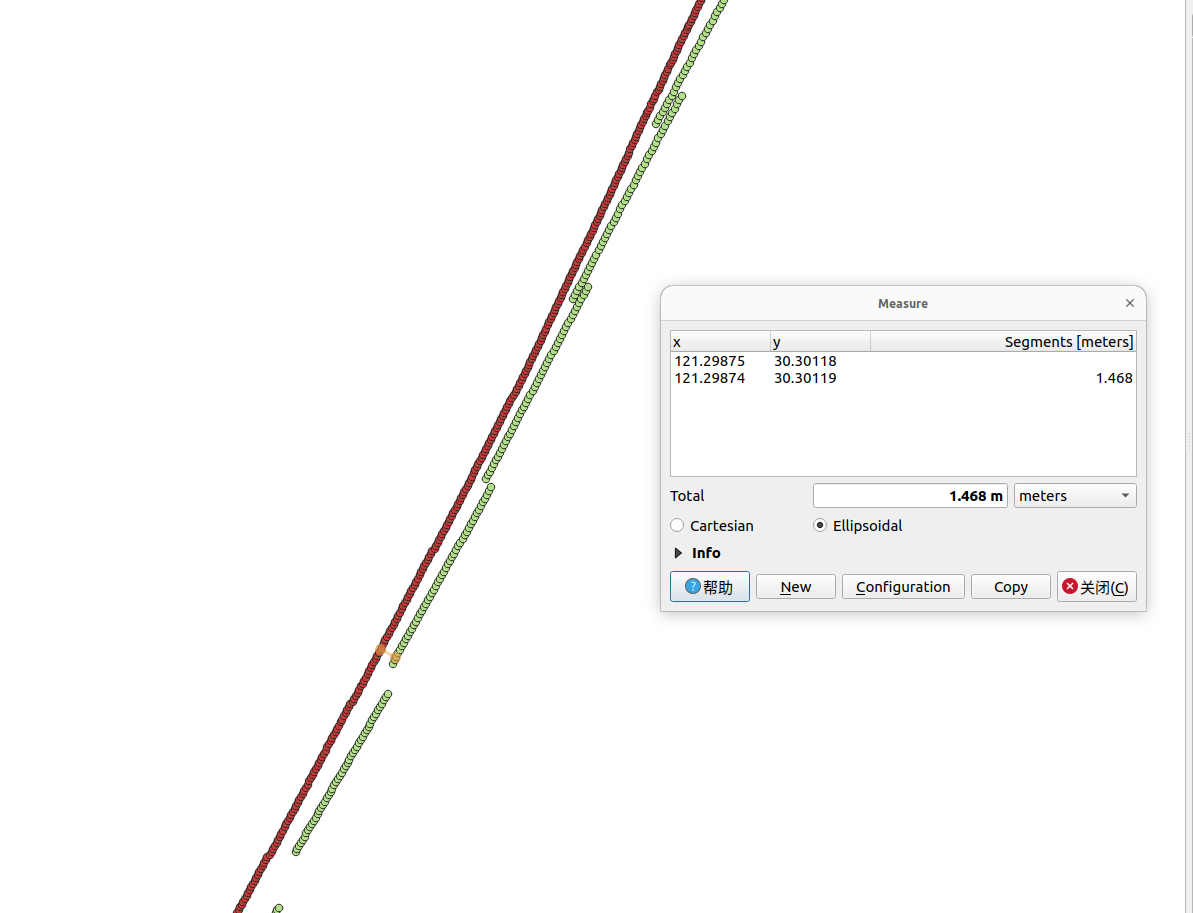 Measure
x y Segments [meters]
121.29875 30.30118
121.29874 30.30119 1.468
Total 1.468 m meters
Cartesian Ellipsoidal
Info
帮助 New Configuration Copy 关闭(C)